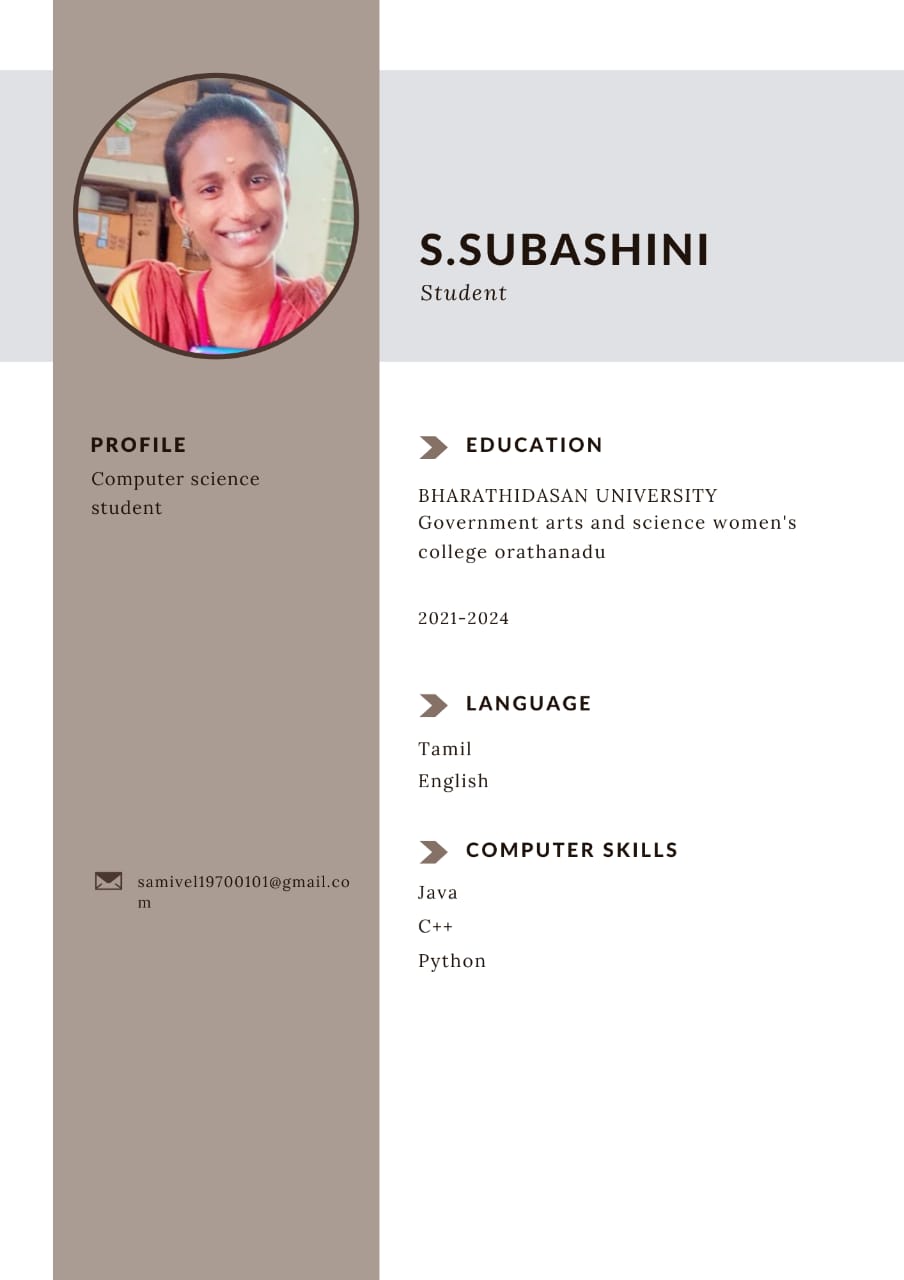 S.SUBASHINI
Student
PROFILE
Computer science
student
samivel19700101@gmail.co
m
EDUCATION
BHARATHIDASAN UNIVERSITY
Government arts and science women's
college orathanadu
2021-2024
LANGUAGE
Tamil
English
COMPUTER SKILLS
Java
C++
Python